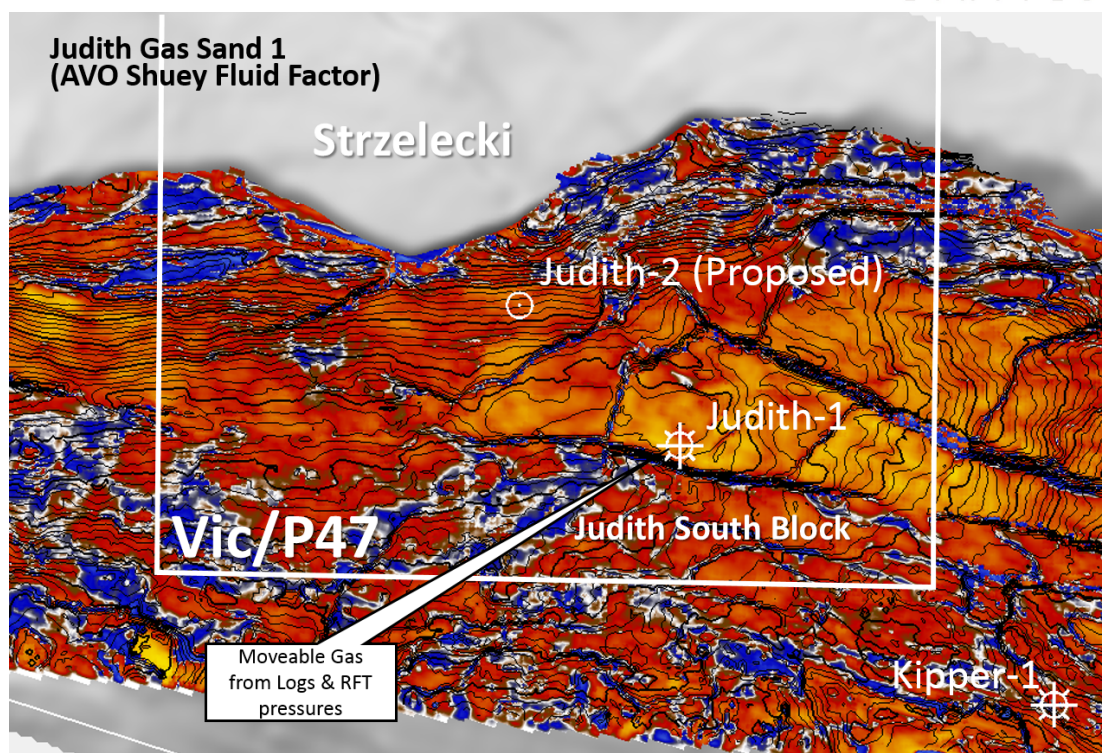 Judith Gas Sand 1
(AVO Shuey Fluid Factor)
Strzelecki
Judith-2 (Proposed)
Judith-1
Vic/P47
Judith South Block
Moveable Gas
from Logs & RFT
pressures
Kipper-1